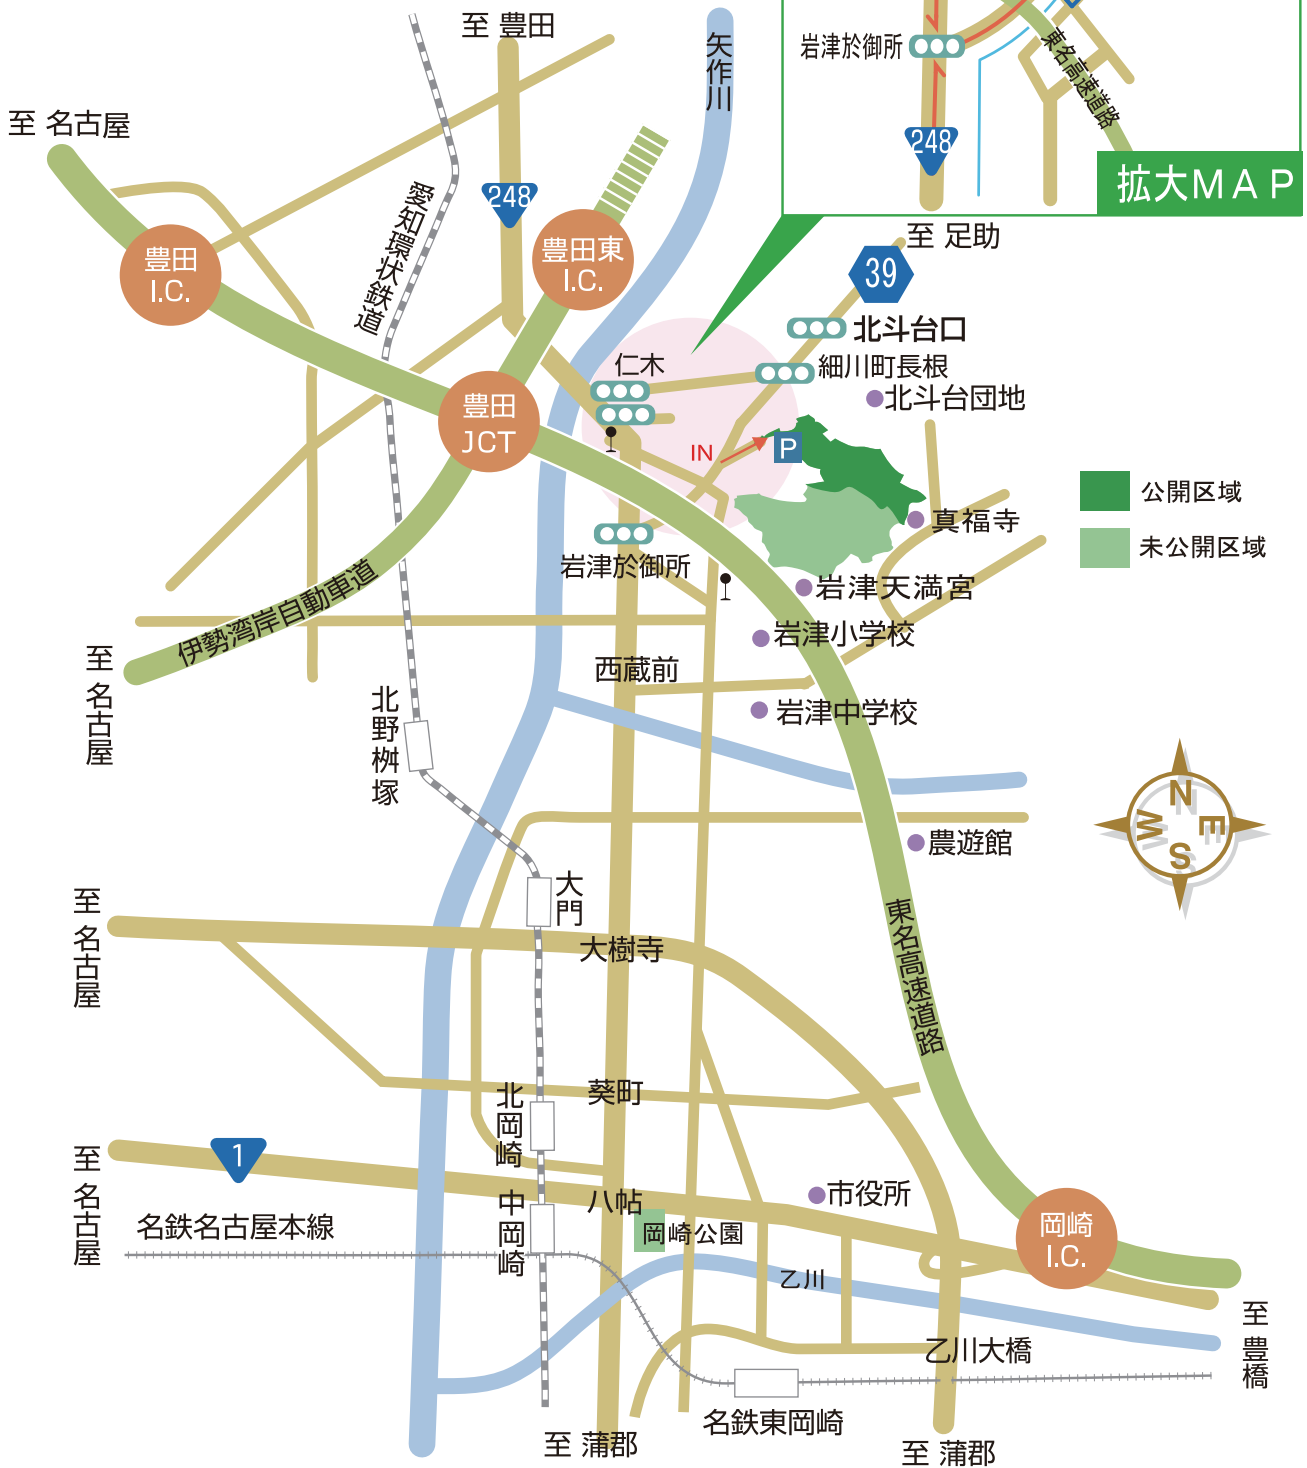 至 豊田
矢作川
岩津於御所
東名高速道路
248
拡大MAP
至 名古屋
愛知環状鉄道
248
豊田
I.C.
豊田東
I.C.
至 足助
39
北斗台口
仁木
細川町長根
北斗台団地
豊田
JCT
IN
P
公開区域
真福寺
未公開区域
岩津於御所
岩津天満宮
伊勢湾岸自動車道
岩津小学校
至 名古屋
西蔵前
北野桝塚
岩津中学校
N
W
E
S
農遊館
大門
至 名古屋
大樹寺
東名高速道路
葵町
北岡崎
至 名古屋
1
八帖
市役所
中岡崎
名鉄名古屋本線
岡崎公園
岡崎
I.C.
乙川
至 豊橋
乙川大橋
名鉄東岡崎
至 蒲郡
至 蒲郡